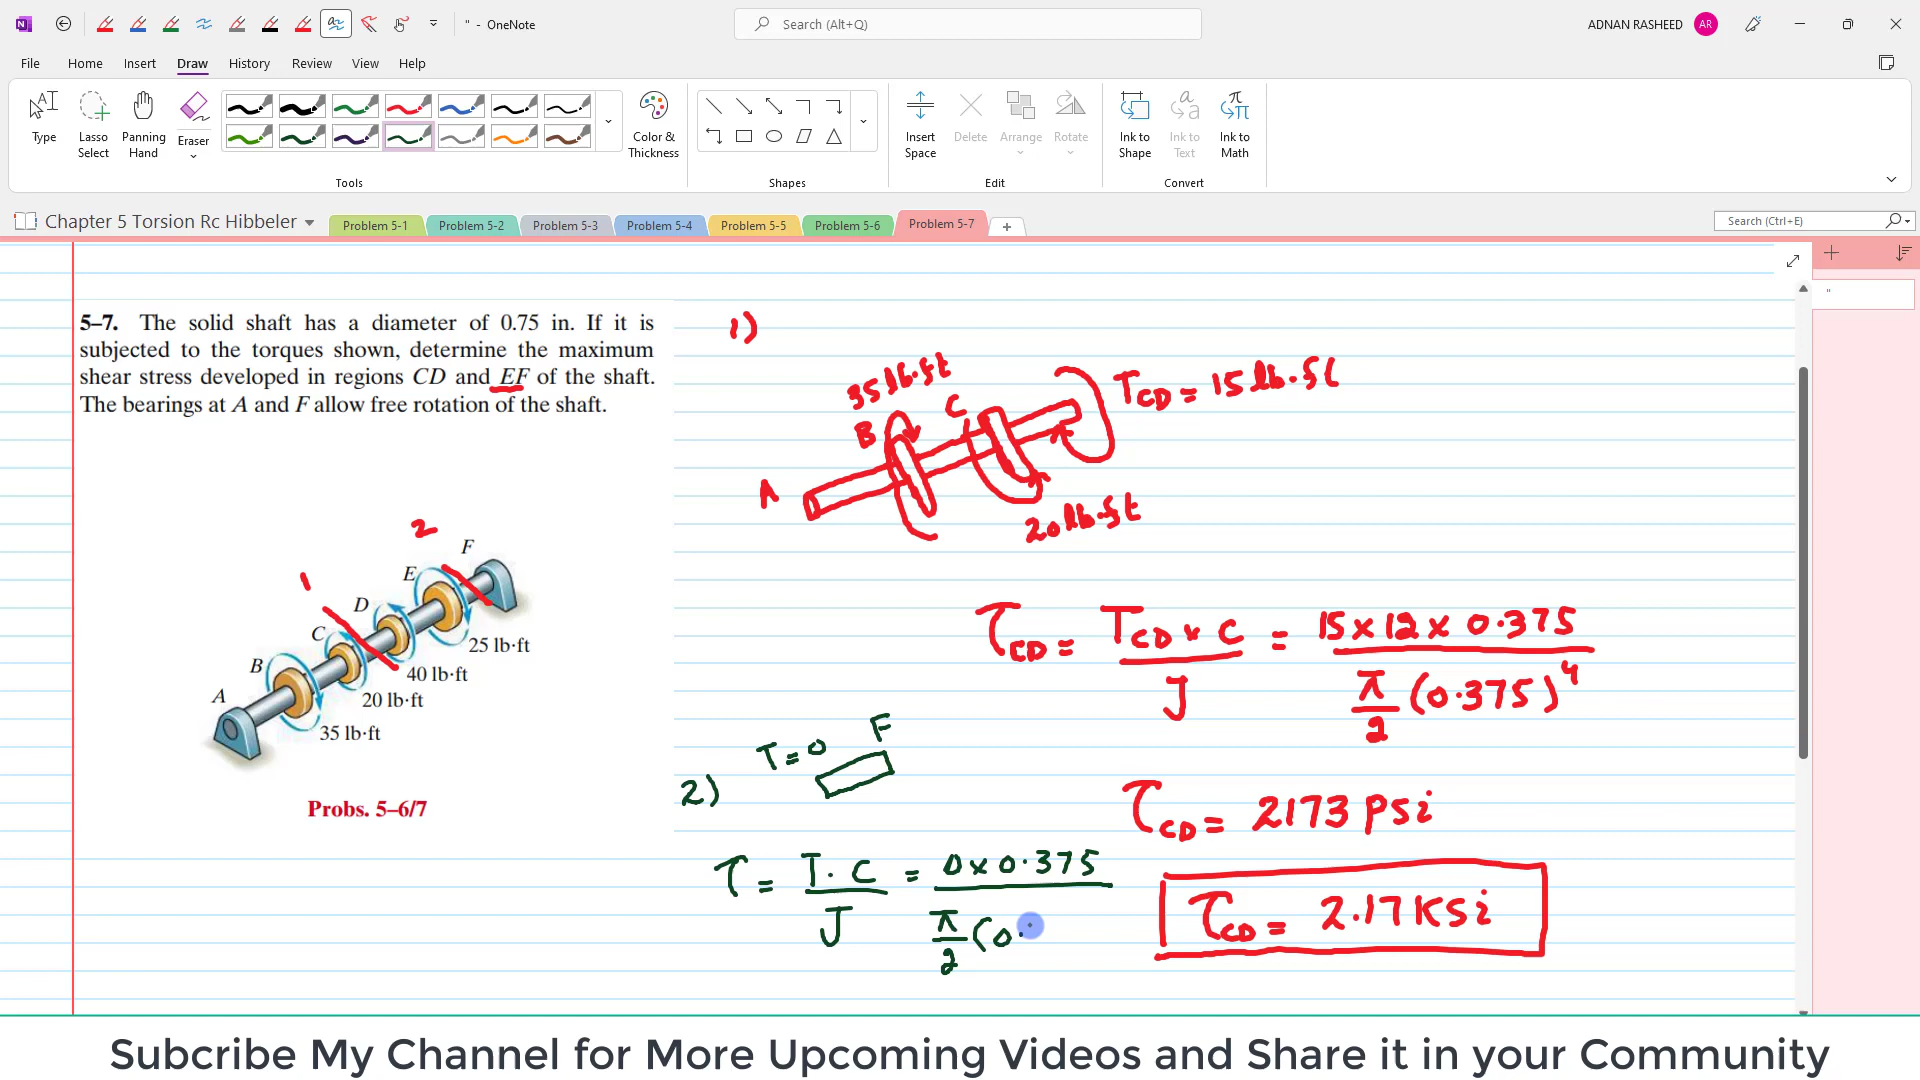 " - OneNote
Search (Alt+Q)
ADNAN RASHEED AR
File Home Insert Draw History Review View Help
Type
Lasso Select
Panning Hand
Eraser
Color & Thickness
Insert Space
Delete
Arrange
Rotate
Ink to Shape
Ink to Text
Ink to Math
Tools Shapes Edit Convert
Chapter 5 Torsion Rc Hibbeler
Problem 5-1 Problem 5-2 Problem 5-3 Problem 5-4 Problem 5-5 Problem 5-6 Problem 5-7
Search (Ctrl+E)
"
5–7. The solid shaft has a diameter of 0.75 in. If it is
subjected to the torques shown, determine the maximum
shear stress developed in regions CD and EF of the shaft.
The bearings at A and F allow free rotation of the shaft.
1
2
F
E
D
C
B
A
25 lb·ft
40 lb·ft
20 lb·ft
35 lb·ft
Probs. 5–6/7
1)
35 lb.ft
A
B
C
TCD = 15 lb.ft
20 lb.ft
τCD = TCD × C / J = 15 × 12 × 0.375 / π/2 (0.375)^4
τCD = 2173 Psi
τCD = 2.17 Ksi
2)
T = 0 F
τ = T. C / J = 0 × 0.375 / π/2 (0.
Subcribe My Channel for More Upcoming Videos and Share it in your Community